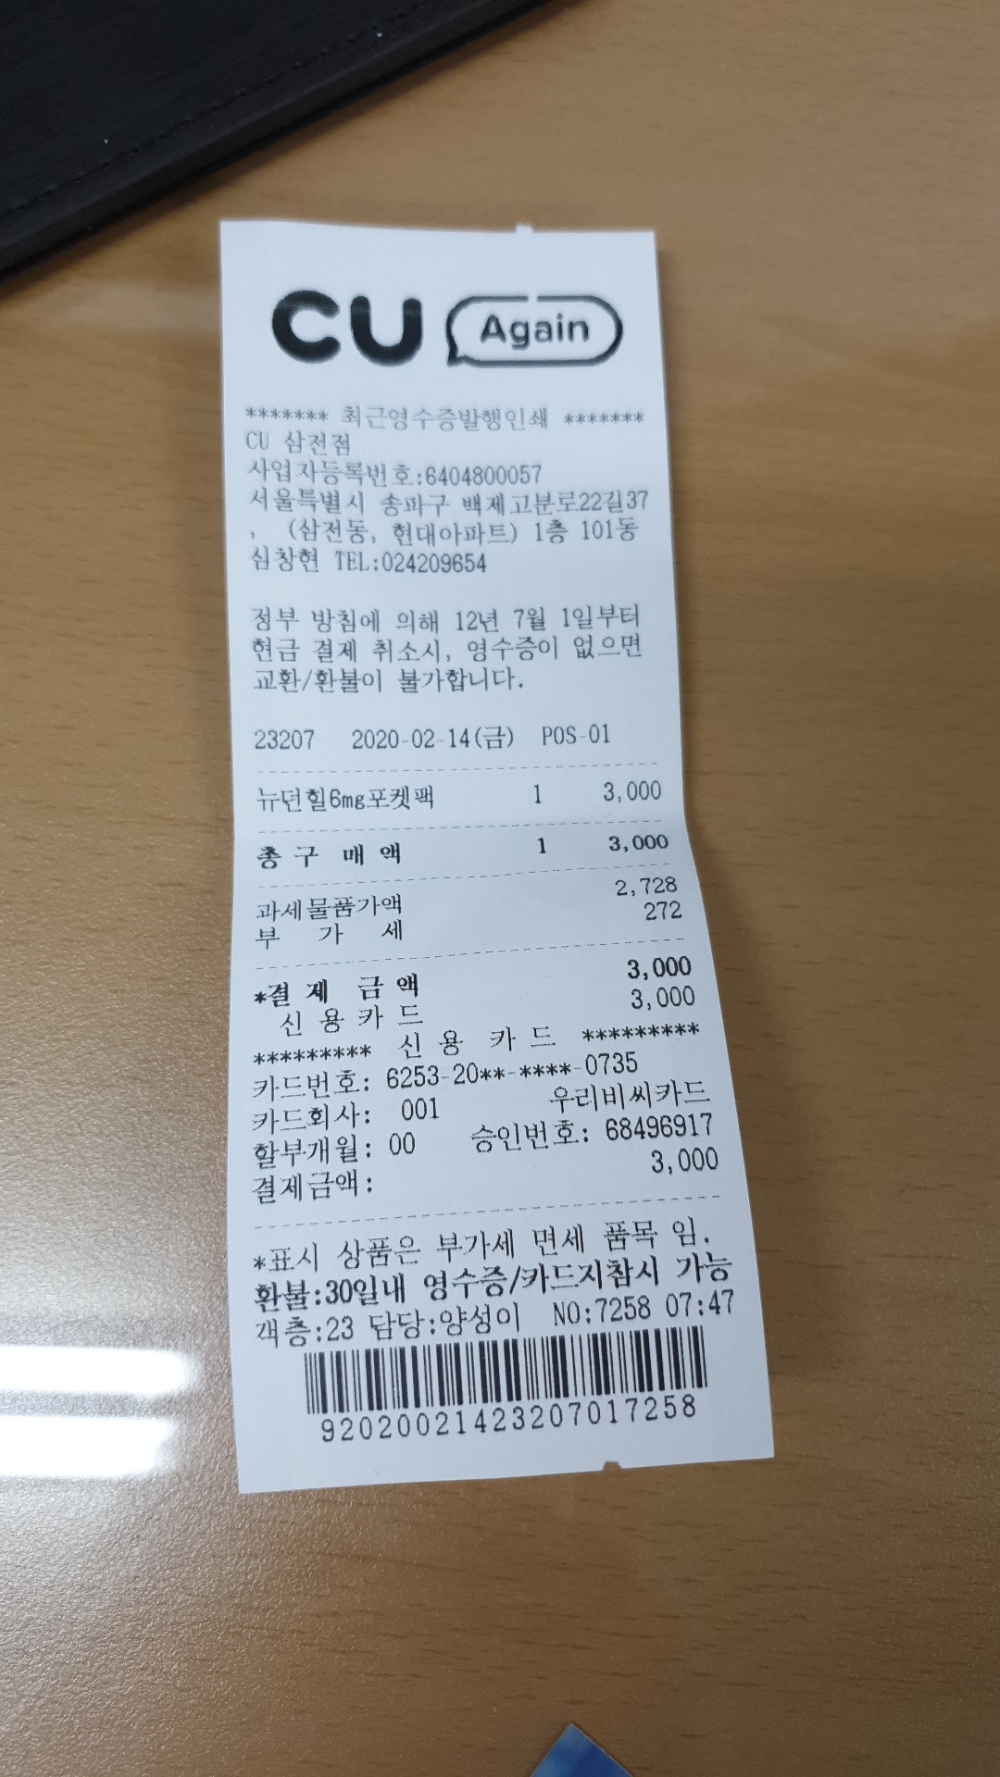 CU Again
******* 최근영수증발행인쇄 *******
CU 삼전점
사업자등록번호:6404800057
서울특별시 송파구 백제고분로22길37
, (삼전동, 현대아파트) 1층 101동
심창현 TEL:024209654
정부 방침에 의해 12년 7월 1일부터
현금 결제 취소시, 영수증이 없으면
교환/환불이 불가합니다.
23207 2020-02-14(금) POS-01
뉴던힐6mg포켓팩 1 3,000
총 구 매 액 1 3,000
과세물품가액 2,728
부 가 세 272
*결 제 금 액 3,000
신 용 카 드 3,000
********* 신 용 카 드 *********
카드번호: 6253-20**-****-0735
카드회사: 001 우리비씨카드
할부개월: 00 승인번호: 68496917
결제금액: 3,000
*표시 상품은 부가세 면세 품목 임.
환불:30일내 영수증/카드지참시 가능
객층:23 담당:양성이 NO:7258 07:47
92020021423207017258